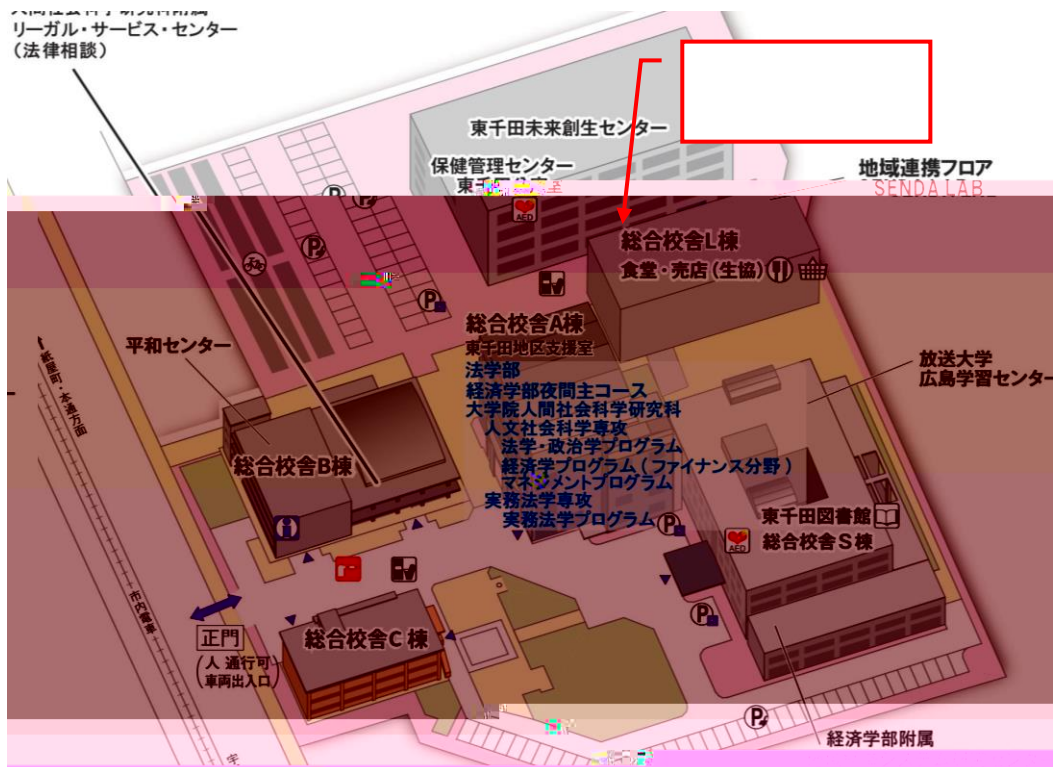 リーガル・サービス・センター
(法律相談)
東千田未来創生センター
保健管理センター
地域連携フロア
SENDA LAB
AED
総合校舎L棟
食堂・売店(生協)
P
P
P
P
総合校舎A棟
東千田地区支援室
法学部
経済学部夜間主コース
大学院人間社会科学研究科
人文社会科学専攻
法学・政治学プログラム
経済学プログラム(ファイナンス分野)
マネジメントプログラム
実務法学専攻
実務法学プログラム
平和センター
放送大学
広島学習センター
紙屋町・本通方面
総合校舎B棟
P
東千田図書館
AED
総合校舎S棟
市内電車
正門
(人 通行可
車両出入口)
総合校舎C棟
P
P
経済学部附属
宅